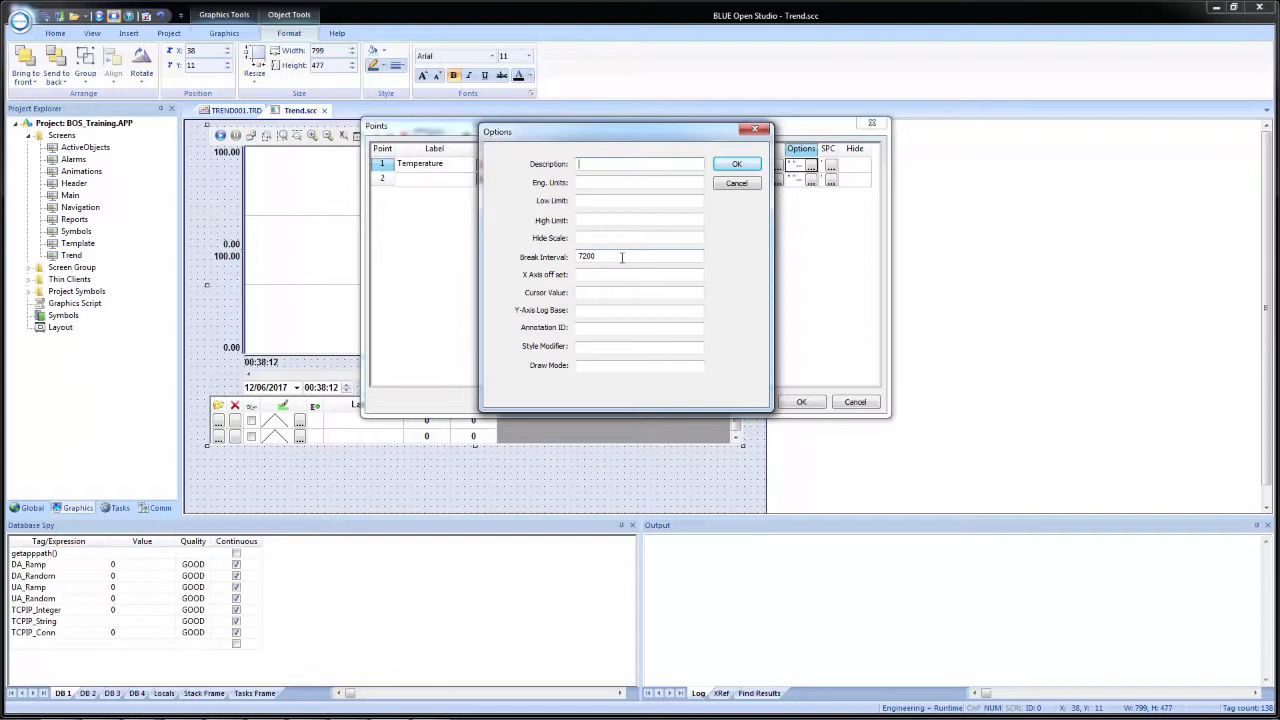 Graphics Tools
Object Tools
BLUE Open Studio - Trend.scc
Home
View
Insert
Project
Graphics
Format
Help
Bring to front
Send to back
Group
Align
Rotate
X: 38
Y: 11
Resize
Width: 799
Height: 477
Arial
11
B I U abc A
Arrange
Position
Size
Style
Fonts
Project Explorer
Project: BOS_Training.APP
Screens
ActiveObjects
Alarms
Animations
Header
Main
Navigation
Reports
Symbols
Template
Trend
Screen Group
Thin Clients
Project Symbols
Graphics Script
Symbols
Layout
Global
Graphics
Tasks
Comm
TREND001.TRD
Trend.scc
100.00
0.00
100.00
0.00
00:38:12
12/06/2017
00:38:12
La
0 0
0 0
Points
Point
Label
Options
SPC
Hide
1 Temperature
2
OK
Cancel
Options
Description:
Eng. Units:
Low Limit:
High Limit:
Hide Scale:
Break Interval: 7200
X Axis off set:
Cursor Value:
Y-Axis Log Base:
Annotation ID:
Style Modifier:
Draw Mode:
OK
Cancel
Database Spy
Tag/Expression Value Quality Continuous
getapppath()
DA_Ramp 0 GOOD
DA_Random 0 GOOD
UA_Ramp 0 GOOD
UA_Random 0 GOOD
TCPIP_Integer 0 GOOD
TCPIP_String GOOD
TCPIP_Conn 0 GOOD
DB 1
DB 2
DB 3
DB 4
Locals
Stack Frame
Tasks Frame
Output
Log
XRef
Find Results
Engineering + Runtime
CAP NUM SCRL
ID: 0
X: 38, Y: 11
W: 799, H: 477
Tag count: 138